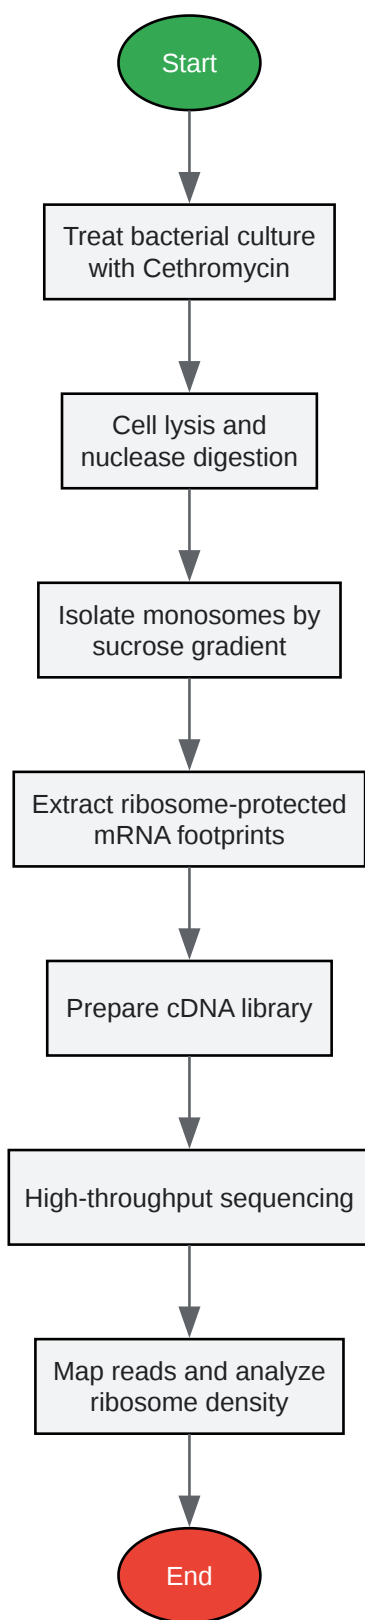 Start
Treat bacterial culture
with Cethromycin
Cell lysis and
nuclease digestion
Isolate monosomes by
sucrose gradient
Extract ribosome-protected
mRNA footprints
Prepare cDNA library
High-throughput sequencing
Map reads and analyze
ribosome density
End